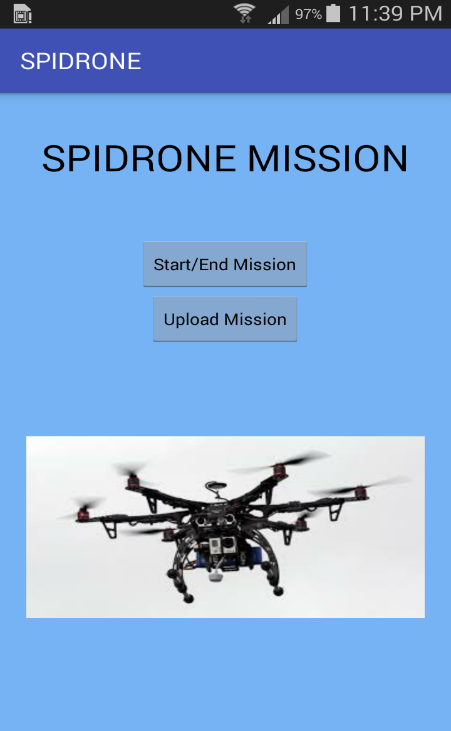 97% 11:39 PM
SPIDRONE
SPIDRONE MISSION
Start/End Mission
Upload Mission